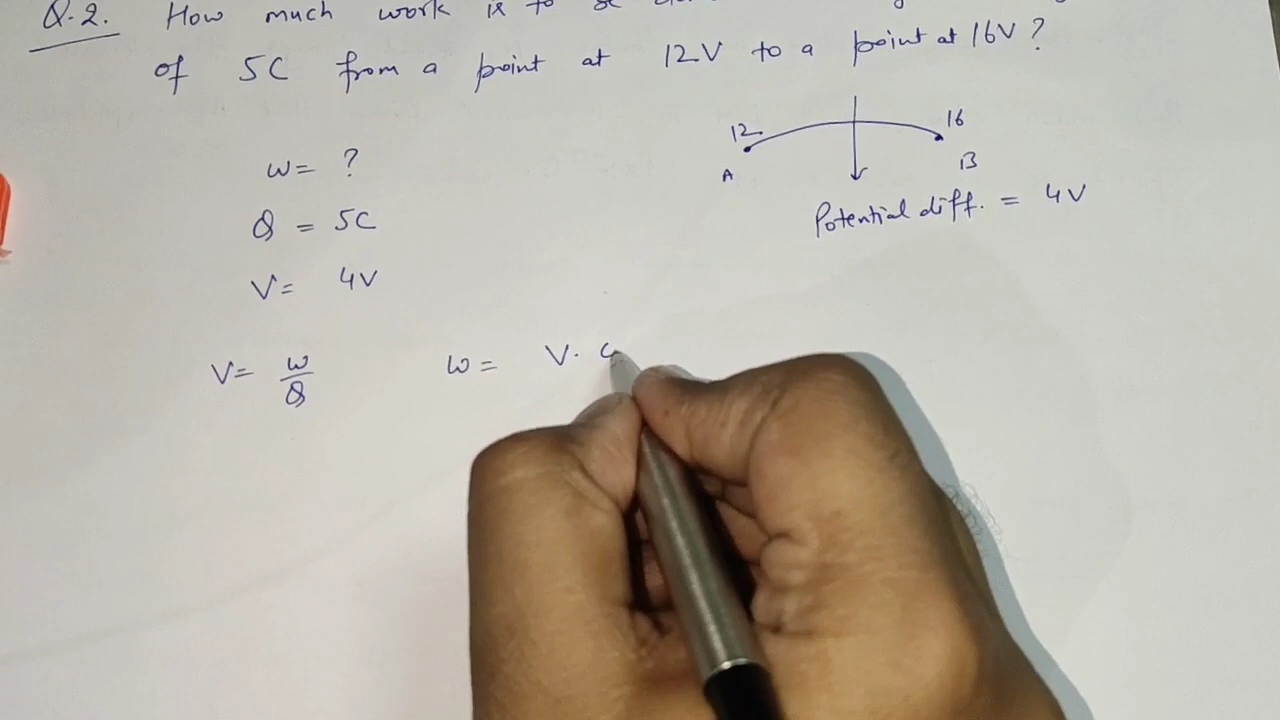 Q.2. How much work is to
of 5C from a point at 12V to a point at 16V?
12 16
A B
Potential diff. = 4V
W = ?
Q = 5C
V = 4V
V = W/Q W = V.